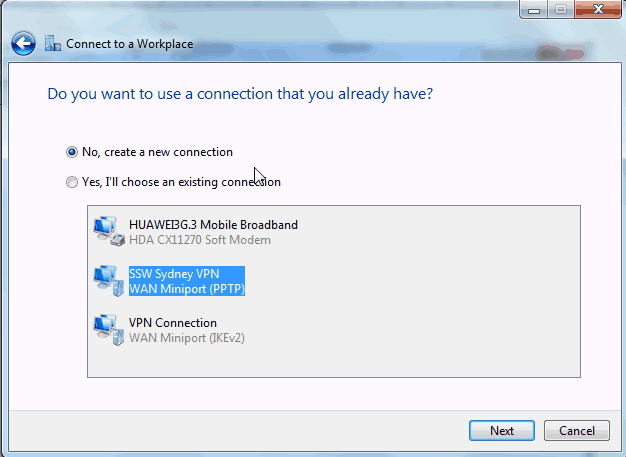 Connect to a Workplace
Do you want to use a connection that you already have?
No, create a new connection
Yes, I'll choose an existing connection
HUAWEI3G.3 Mobile Broadband
HDA CX11270 Soft Modem
SSW Sydney VPN
WAN Miniport (PPTP)
VPN Connection
WAN Miniport (IKEv2)
Next
Cancel